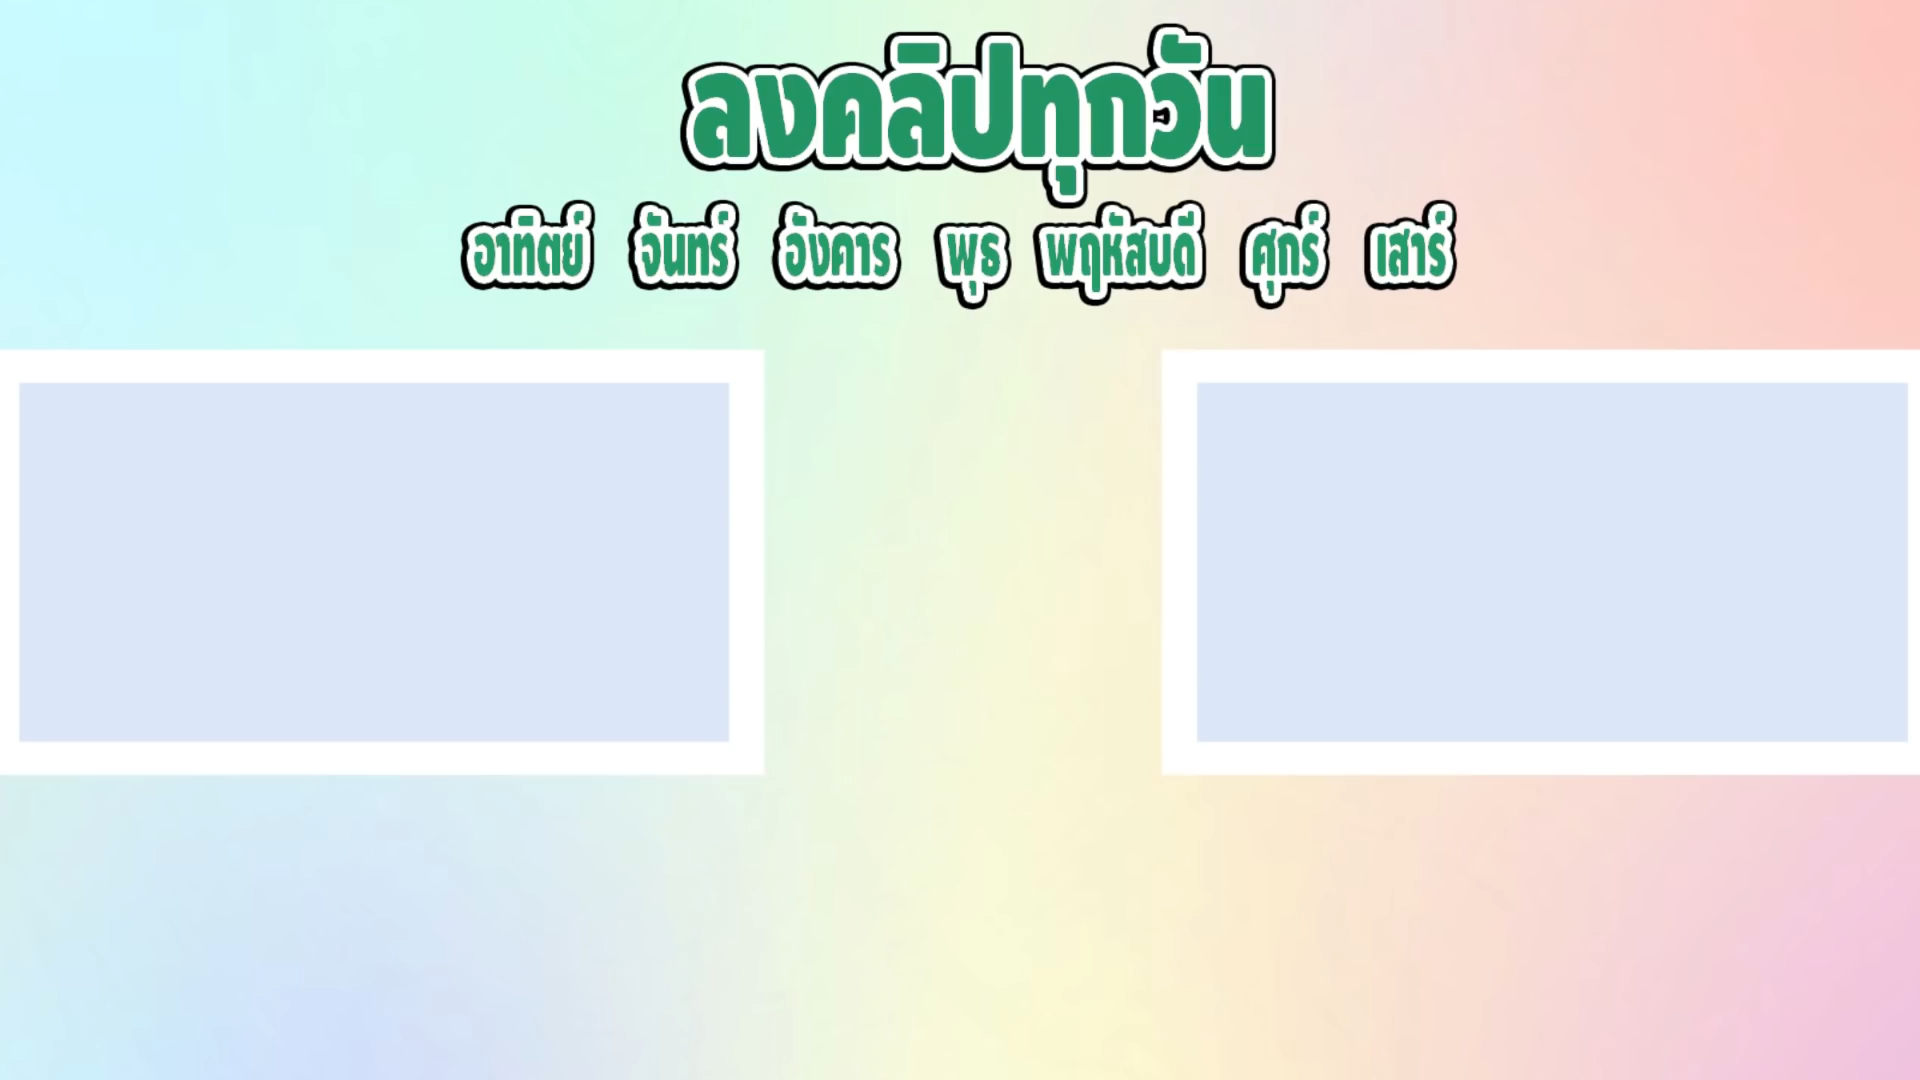 ลงคลิปทุกวัน
อาทิตย์ จันทร์ อังคาร พุธ พฤหัสบดี ศุกร์ เสาร์